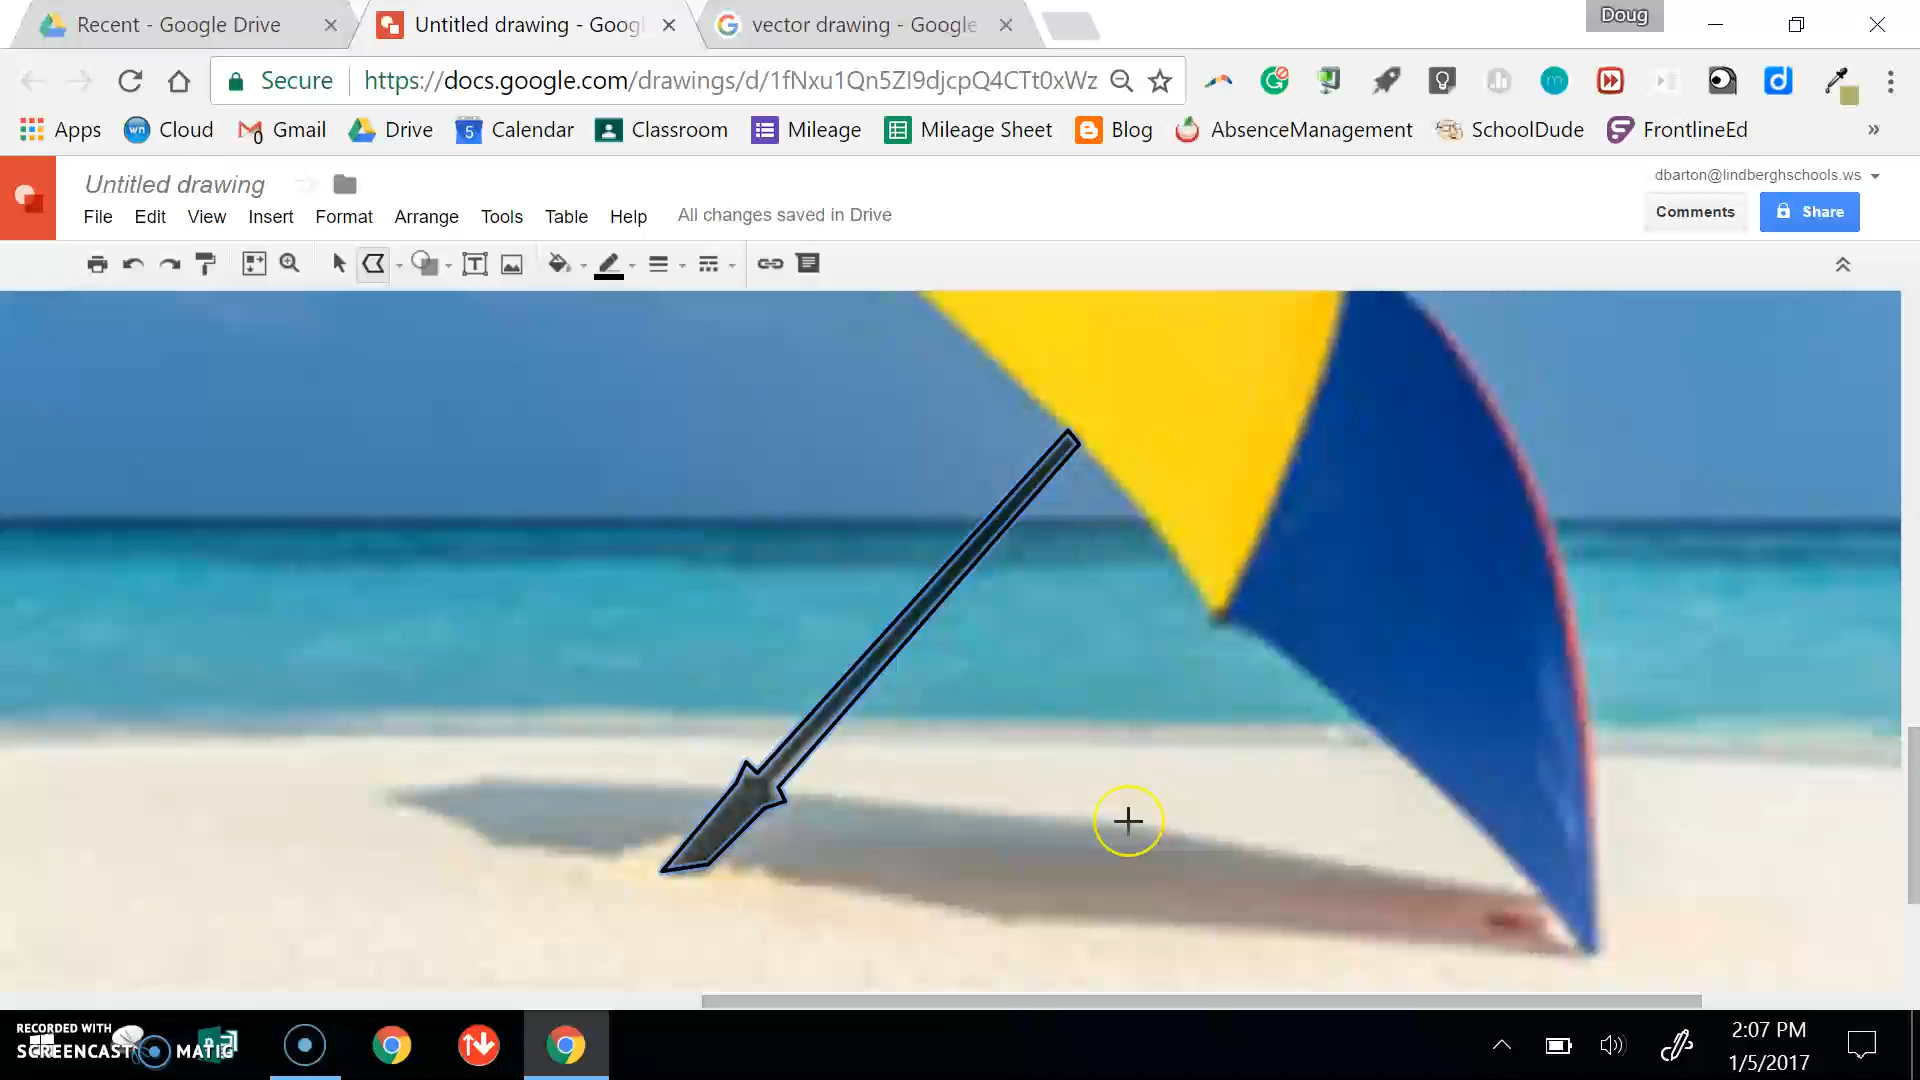 Recent - Google Drive
Untitled drawing - Goog
vector drawing - Google
Doug
Secure
https://docs.google.com/drawings/d/1fNxu1Qn5ZI9djcpQ4CTt0xWz
Apps
Cloud
Gmail
Drive
5
Calendar
Classroom
Mileage
Mileage Sheet
Blog
AbsenceManagement
SchoolDude
FrontlineEd
»
Untitled drawing
dbarton@lindberghschools.ws
File
Edit
View
Insert
Format
Arrange
Tools
Table
Help
All changes saved in Drive
Comments
Share
RECORDED WITH
SCREENCAST MATIC
2:07 PM
1/5/2017